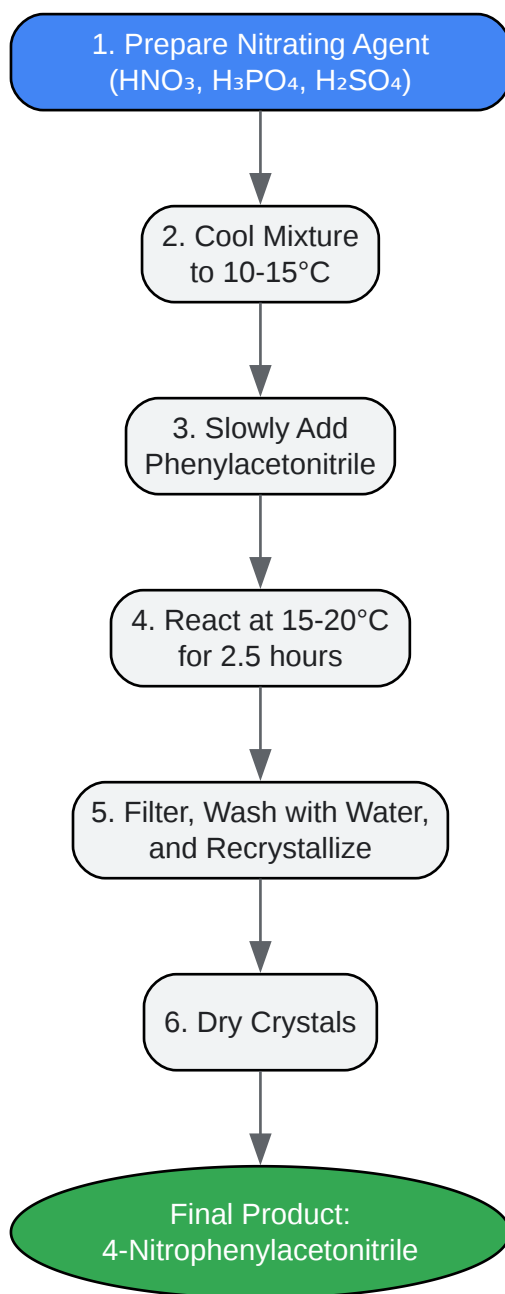 1. Prepare Nitrating Agent
(HNO₃, H₃PO₄, H₂SO₄)
2. Cool Mixture
to 10-15°C
3. Slowly Add
Phenylacetonitrile
4. React at 15-20°C
for 2.5 hours
5. Filter, Wash with Water,
and Recrystallize
6. Dry Crystals
Final Product:
4-Nitrophenylacetonitrile